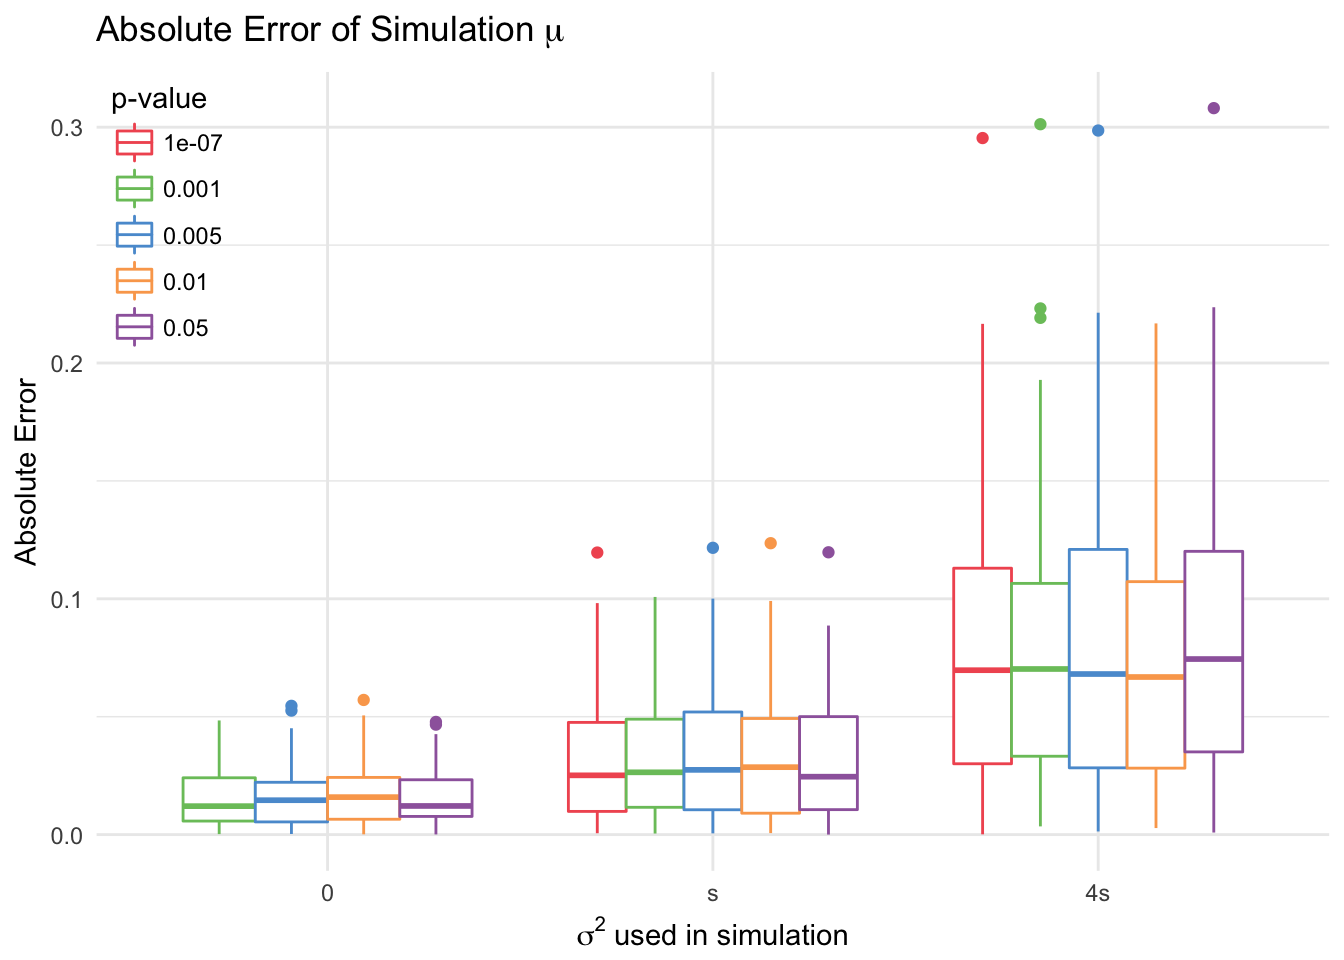 Absolute Error of Simulation μ
p-value
1e-07
0.001
0.005
0.01
0.05
Absolute Error
0.3
0.2
0.1
0.0
0
s
4s
σ² used in simulation